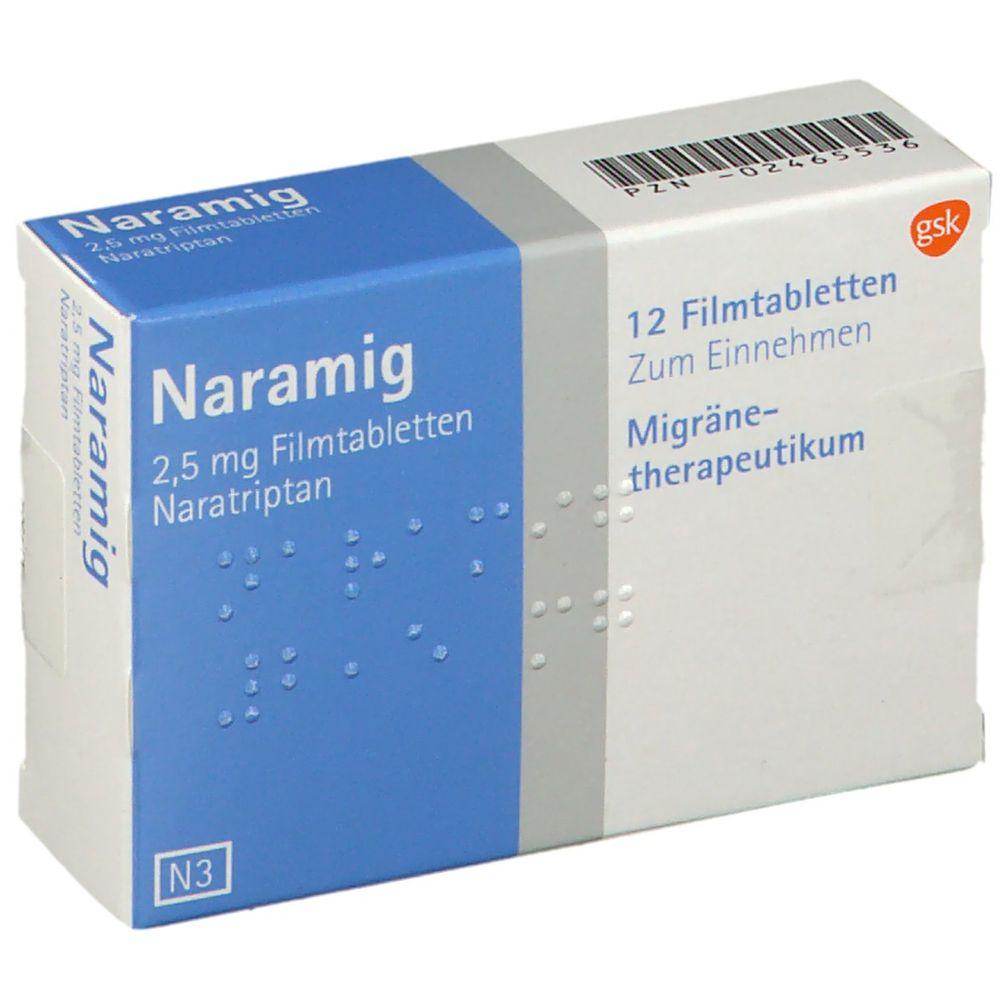 Naramig
2,5 mg Filmtabletten
Naratriptan
PZN -02465536
gsk
Naramig
2,5 mg Filmtabletten
Naratriptan
Naramig
2,5 mg Filmtabletten
Naratriptan
12 Filmtabletten
Zum Einnehmen
Migräne-
therapeutikum
N3